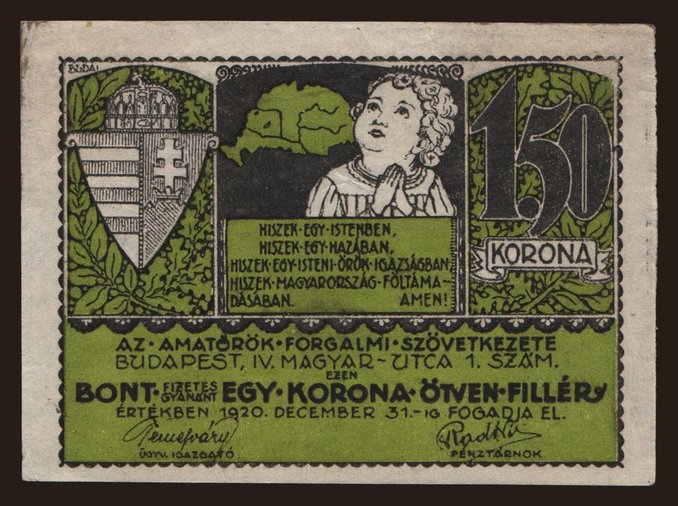 BUDAI
1.50
KORONA
HISZEK·EGY·ISTENBEN,
HISZEK·EGY·HAZÁBAN,
HISZEK·EGY·ISTENI·ÖRÖK·IGAZSÁGBAN,
HISZEK·MAGYARORSZÁG·FÖLTÁMA-
DÁSÁBAN. AMEN!
AZ·AMATŐRÖK·FORGALMI·SZÖVETKEZETE
BUDAPEST, IV. MAGYAR-UTCA 1. SZÁM.
EZEN
BONT·FIZETÉS GYANÁNT EGY·KORONA·ÖTVEN·FILLÉR
ÉRTÉKBEN 1920. DECEMBER 31.-IG FOGADJA EL.
Temesváry
ÜGYV. IGAZGATÓ
PÉNZTÁRNOK